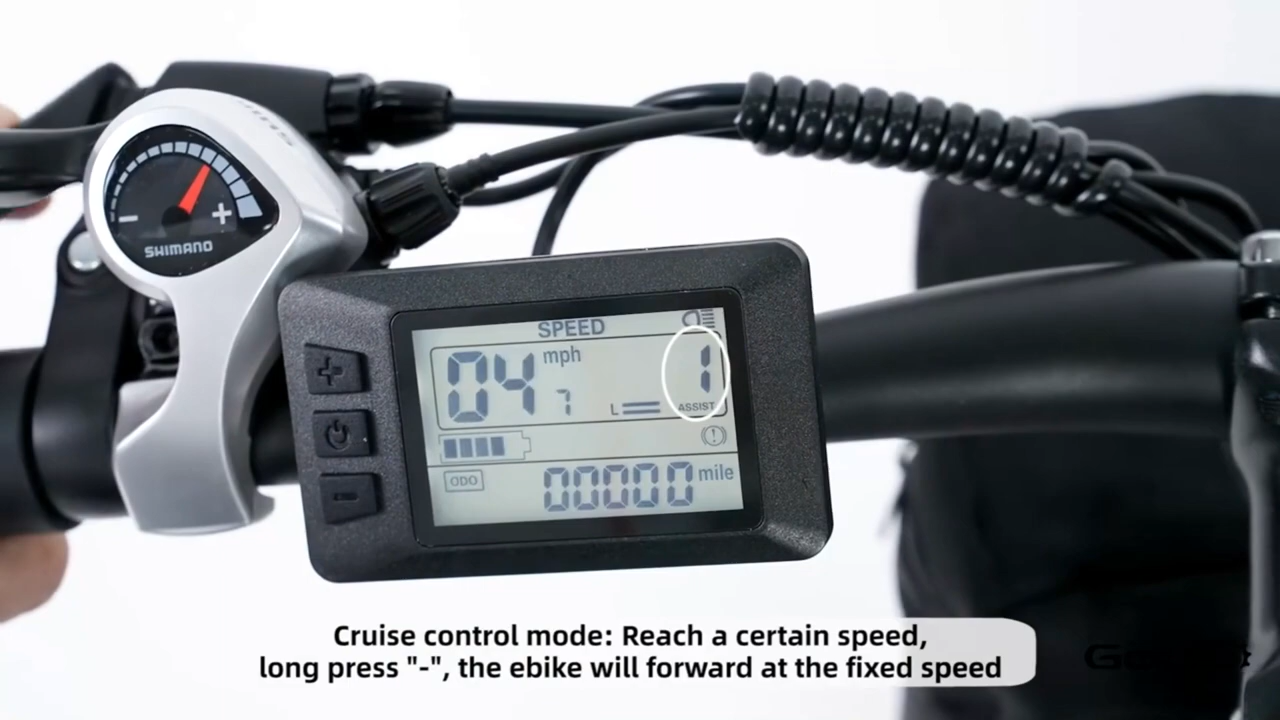 SHIMANO
SPEED
04 mph
7
1
L
ASSIST
ODO
00000 mile
Cruise control mode: Reach a certain speed,
long press "-", the ebike will forward at the fixed speed